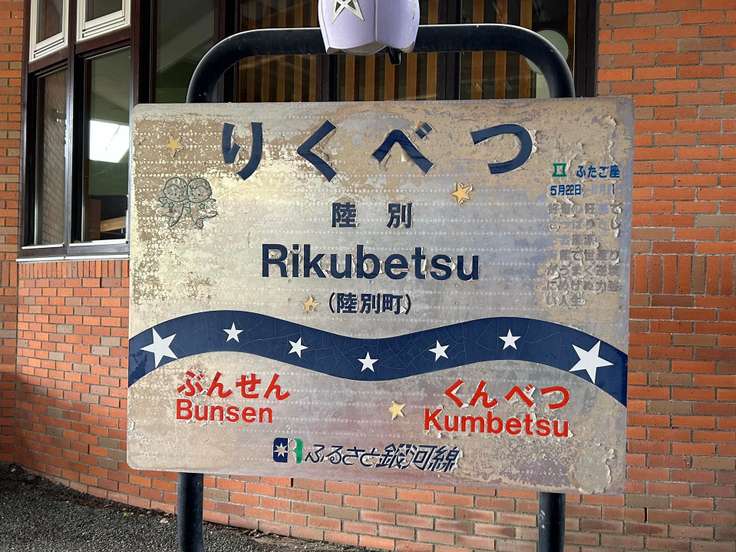 りくべつ
陸別
Rikubetsu
(陸別町)
ふたご座
5月22日
ぶんせん
Bunsen
くんべつ
Kumbetsu
ふるさと銀河線